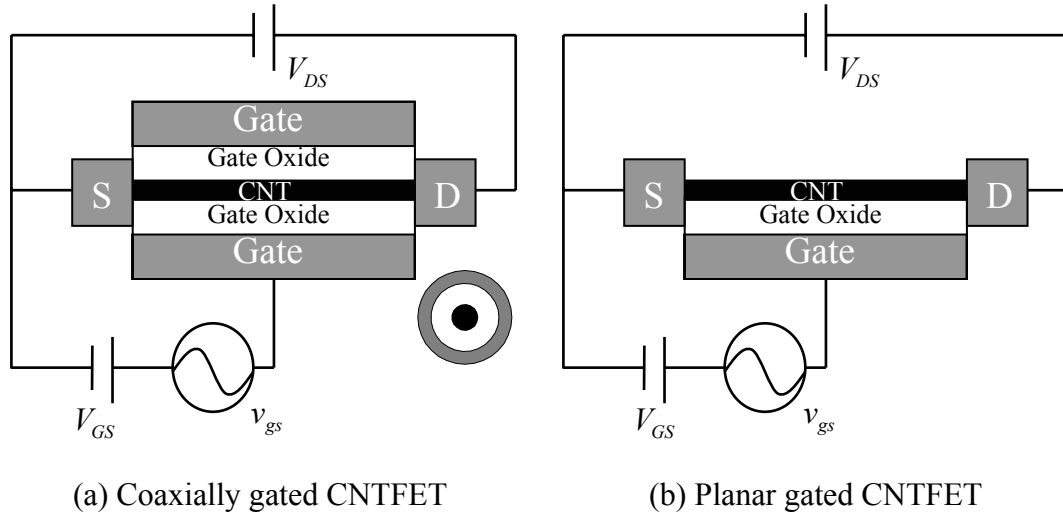 V_DS
Gate
Gate Oxide
S
CNT
D
Gate Oxide
Gate
V_GS
v_gs
(a) Coaxially gated CNTFET
V_DS
S
CNT
D
Gate Oxide
Gate
V_GS
v_gs
(b) Planar gated CNTFET